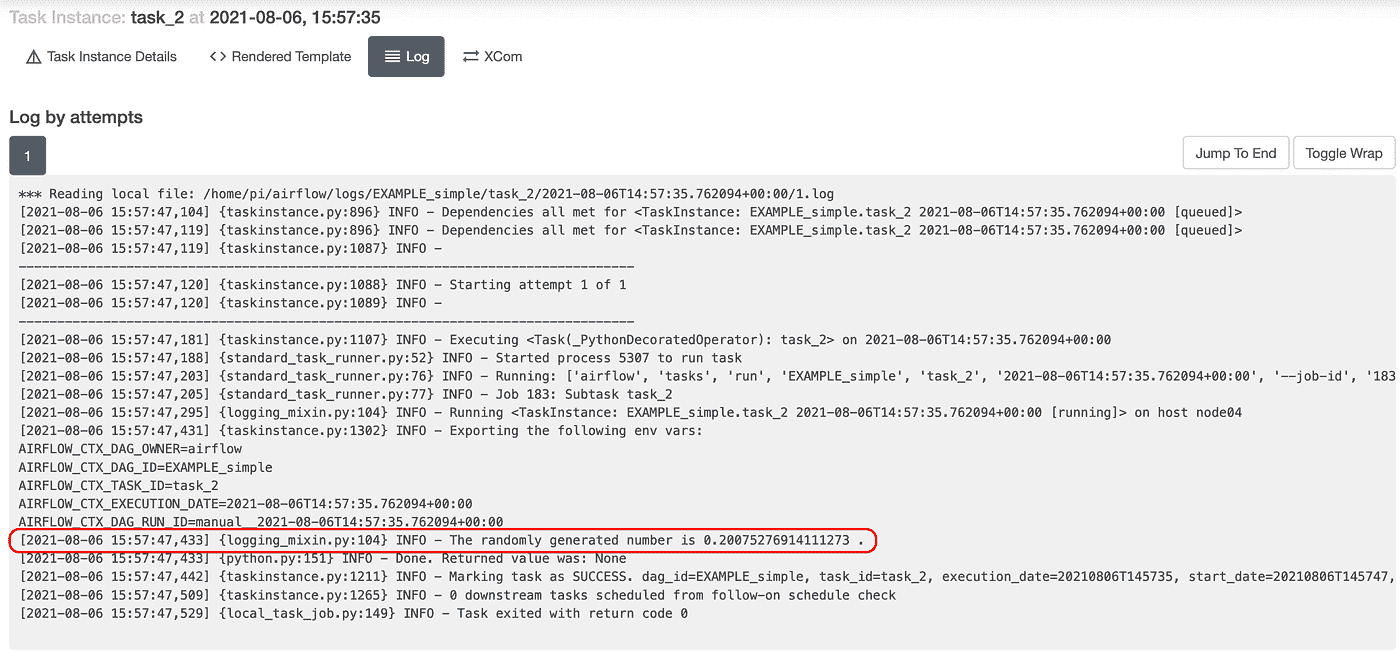 Task Instance: task_2 at 2021-08-06, 15:57:35
Task Instance Details <> Rendered Template Log XCom
Log by attempts
1 Jump To End Toggle Wrap
*** Reading local file: /home/pi/airflow/logs/EXAMPLE_simple/task_2/2021-08-06T14:57:35.762094+00:00/1.log
[2021-08-06 15:57:47,104] {taskinstance.py:896} INFO - Dependencies all met for <TaskInstance: EXAMPLE_simple.task_2 2021-08-06T14:57:35.762094+00:00 [queued]>
[2021-08-06 15:57:47,119] {taskinstance.py:896} INFO - Dependencies all met for <TaskInstance: EXAMPLE_simple.task_2 2021-08-06T14:57:35.762094+00:00 [queued]>
[2021-08-06 15:57:47,119] {taskinstance.py:1087} INFO -
--------------------------------------------------------------------------------
[2021-08-06 15:57:47,120] {taskinstance.py:1088} INFO - Starting attempt 1 of 1
[2021-08-06 15:57:47,120] {taskinstance.py:1089} INFO -
--------------------------------------------------------------------------------
[2021-08-06 15:57:47,181] {taskinstance.py:1107} INFO - Executing <Task(_PythonDecoratedOperator): task_2> on 2021-08-06T14:57:35.762094+00:00
[2021-08-06 15:57:47,188] {standard_task_runner.py:52} INFO - Started process 5307 to run task
[2021-08-06 15:57:47,203] {standard_task_runner.py:76} INFO - Running: ['airflow', 'tasks', 'run', 'EXAMPLE_simple', 'task_2', '2021-08-06T14:57:35.762094+00:00', '--job-id', '183
[2021-08-06 15:57:47,205] {standard_task_runner.py:77} INFO - Job 183: Subtask task_2
[2021-08-06 15:57:47,295] {logging_mixin.py:104} INFO - Running <TaskInstance: EXAMPLE_simple.task_2 2021-08-06T14:57:35.762094+00:00 [running]> on host node04
[2021-08-06 15:57:47,431] {taskinstance.py:1302} INFO - Exporting the following env vars:
AIRFLOW_CTX_DAG_OWNER=airflow
AIRFLOW_CTX_DAG_ID=EXAMPLE_simple
AIRFLOW_CTX_TASK_ID=task_2
AIRFLOW_CTX_EXECUTION_DATE=2021-08-06T14:57:35.762094+00:00
AIRFLOW_CTX_DAG_RUN_ID=manual__2021-08-06T14:57:35.762094+00:00
[2021-08-06 15:57:47,433] {logging_mixin.py:104} INFO - The randomly generated number is 0.20075276914111273 .
[2021-08-06 15:57:47,433] {python.py:151} INFO - Done. Returned value was: None
[2021-08-06 15:57:47,442] {taskinstance.py:1211} INFO - Marking task as SUCCESS. dag_id=EXAMPLE_simple, task_id=task_2, execution_date=20210806T145735, start_date=20210806T145747,
[2021-08-06 15:57:47,509] {taskinstance.py:1265} INFO - 0 downstream tasks scheduled from follow-on schedule check
[2021-08-06 15:57:47,529] {local_task_job.py:149} INFO - Task exited with return code 0